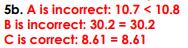 5b. A is incorrect: 10.7 < 10.8
B is incorrect: 30.2 = 30.2
C is correct: 8.61 = 8.61